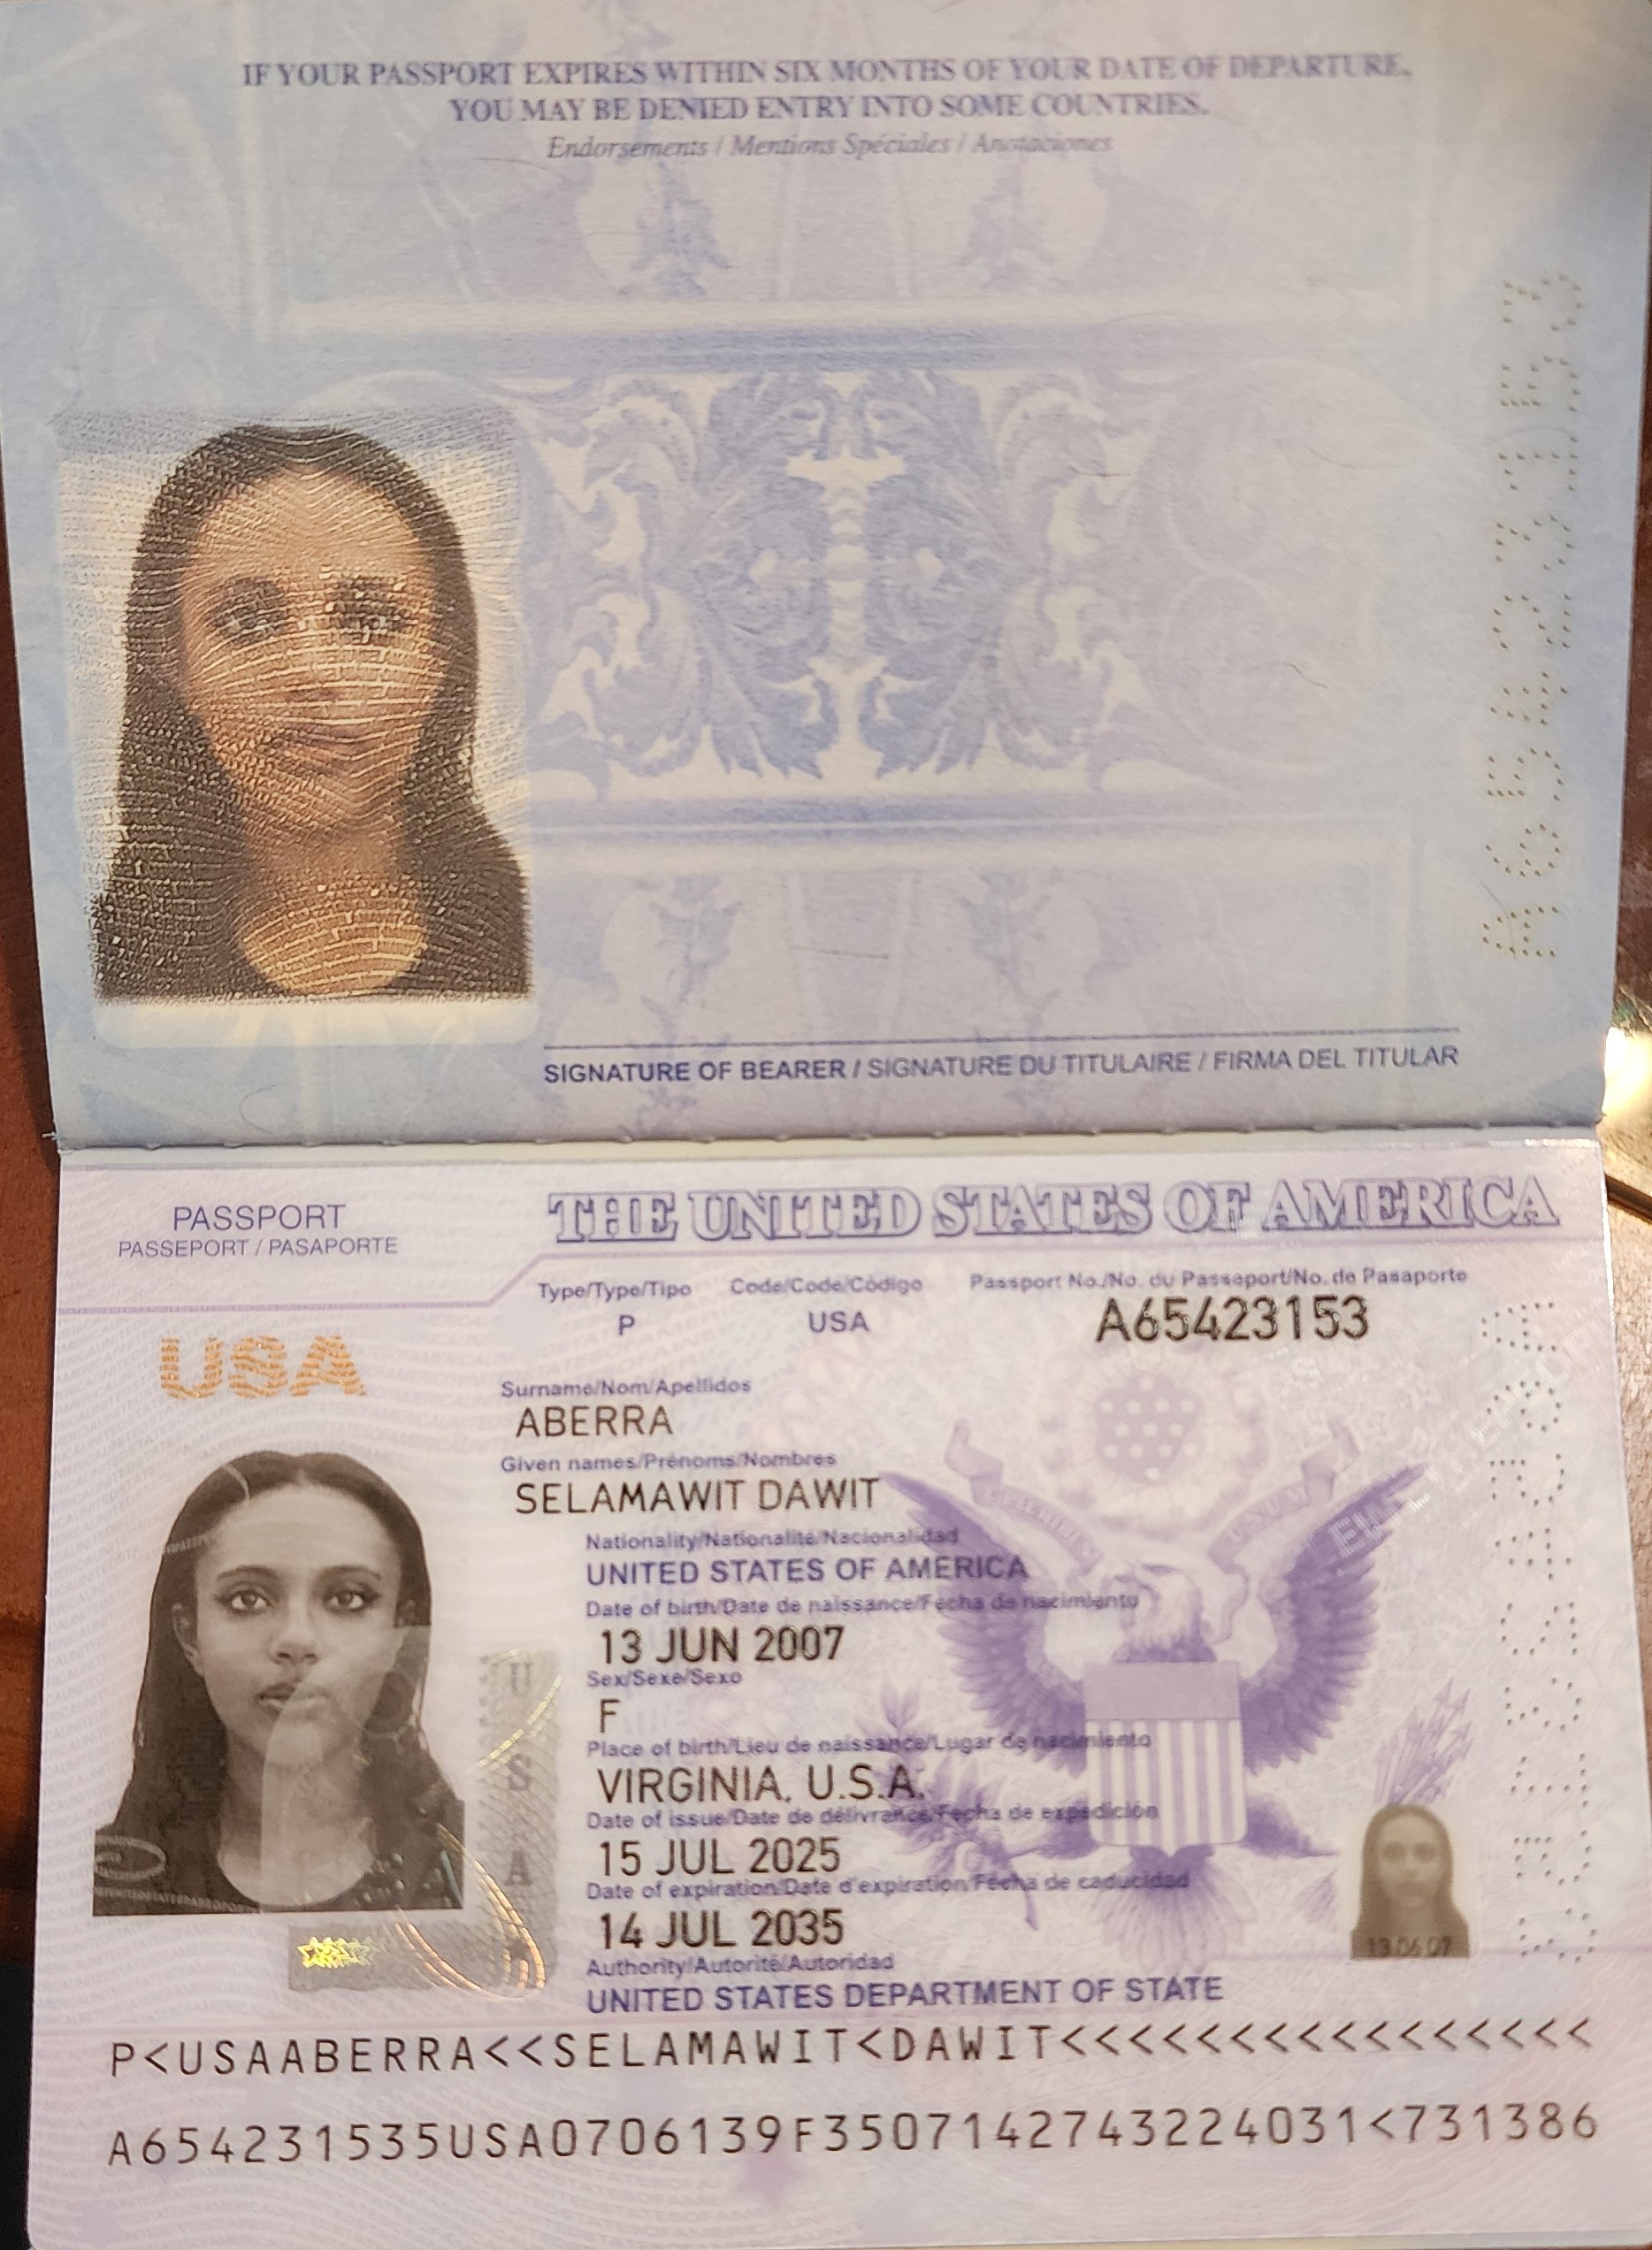 IF YOUR PASSPORT EXPIRES WITHIN SIX MONTHS OF YOUR DATE OF DEPARTURE,
YOU MAY BE DENIED ENTRY INTO SOME COUNTRIES.
Endorsements / Mentions Spéciales / Anotaciones
A65423153
SIGNATURE OF BEARER / SIGNATURE DU TITULAIRE / FIRMA DEL TITULAR
PASSPORT
PASSEPORT / PASAPORTE
THE UNITED STATES OF AMERICA
Type/Type/Tipo Code/Code/Código Passport No./No. du Passeport/No. de Pasaporte
P USA A65423153
USA
Surname/Nom/Apellidos
ABERRA
Given names/Prénoms/Nombres
SELAMAWIT DAWIT
Nationality/Nationalité/Nacionalidad
UNITED STATES OF AMERICA
Date of birth/Date de naissance/Fecha de nacimiento
13 JUN 2007
Sex/Sexe/Sexo
F
Place of birth/Lieu de naissance/Lugar de nacimiento
VIRGINIA, U.S.A.
Date of issue/Date de délivrance/Fecha de expedición
15 JUL 2025
Date of expiration/Date d'expiration/Fecha de caducidad
14 JUL 2035
Authority/Autorité/Autoridad
UNITED STATES DEPARTMENT OF STATE
USA
13.06.07
A65423153
P<USAABERRA<<SELAMAWIT<DAWIT<<<<<<<<<<<<<<<<
A654231535USA0706139F3507142743224031<731386